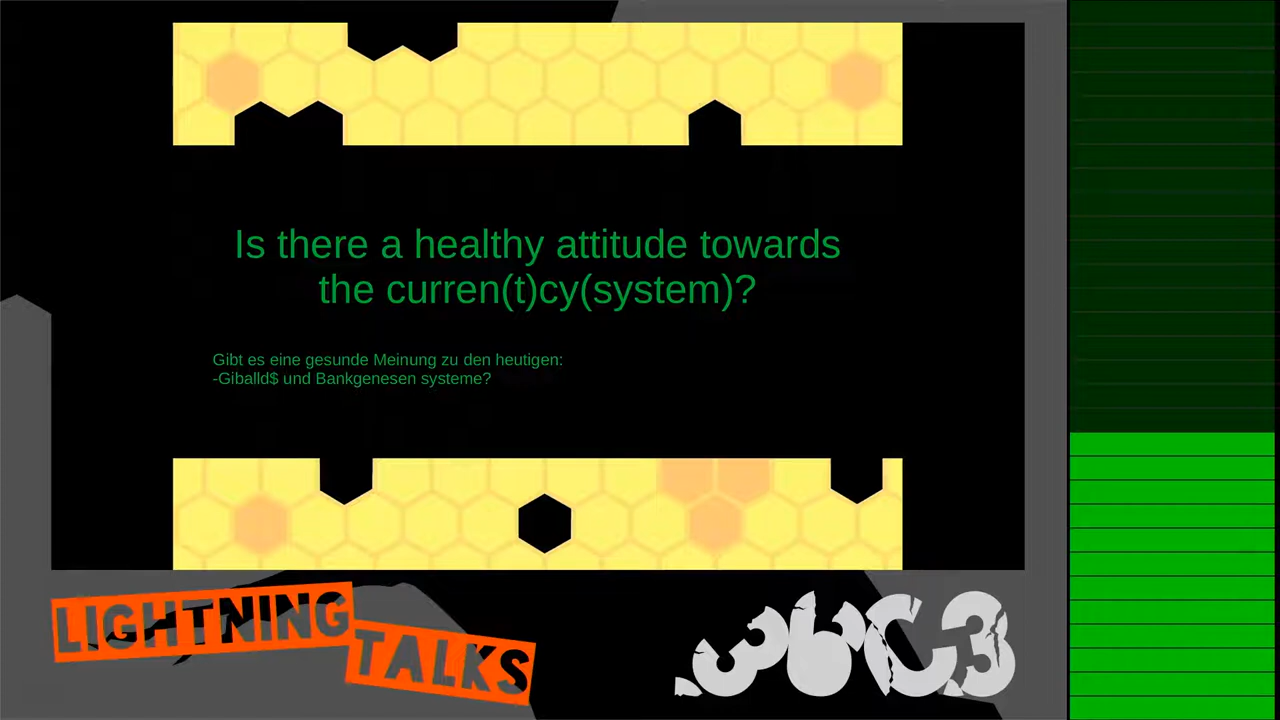 Is there a healthy attitude towards
the curren(t)cy(system)?
Gibt es eine gesunde Meinung zu den heutigen:
-Giballd$ und Bankgenesen systeme?
LIGHTNING
TALKS
36C3